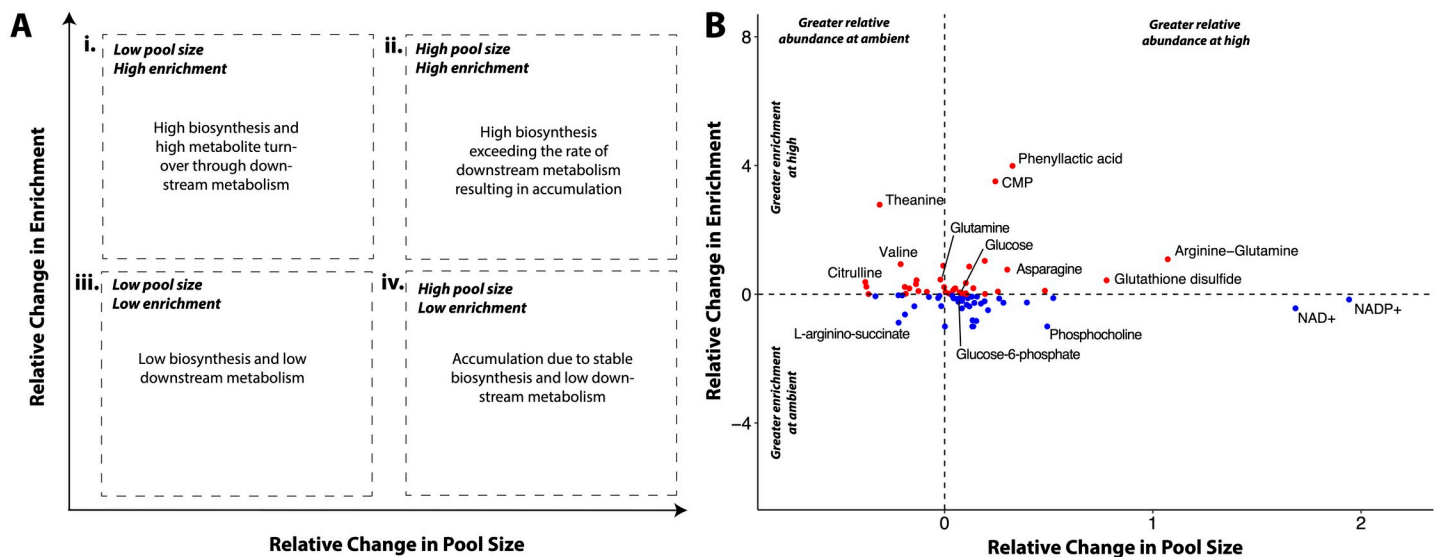 A
i.
Low pool size
High enrichment
High biosynthesis and
high metabolite turn-
over through down-
stream metabolism
ii.
High pool size
High enrichment
High biosynthesis
exceeding the rate of
downstream metabolism
resulting in accumulation
iii.
Low pool size
Low enrichment
Low biosynthesis and low
downstream metabolism
iv.
High pool size
Low enrichment
Accumulation due to stable
biosynthesis and low down-
stream metabolism
Relative Change in Enrichment
Relative Change in Pool Size
B
Greater relative
abundance at ambient
Greater relative
abundance at high
Greater enrichment
at high
Greater enrichment
at ambient
8
4
0
−4
Phenyllactic acid
CMP
Theanine
Glutamine
Glucose
Valine
Asparagine
Arginine−Glutamine
Citrulline
Glutathione disulfide
NADP+
NAD+
L-arginino-succinate
Phosphocholine
Glucose-6-phosphate
0
1
2
Relative Change in Enrichment
Relative Change in Pool Size